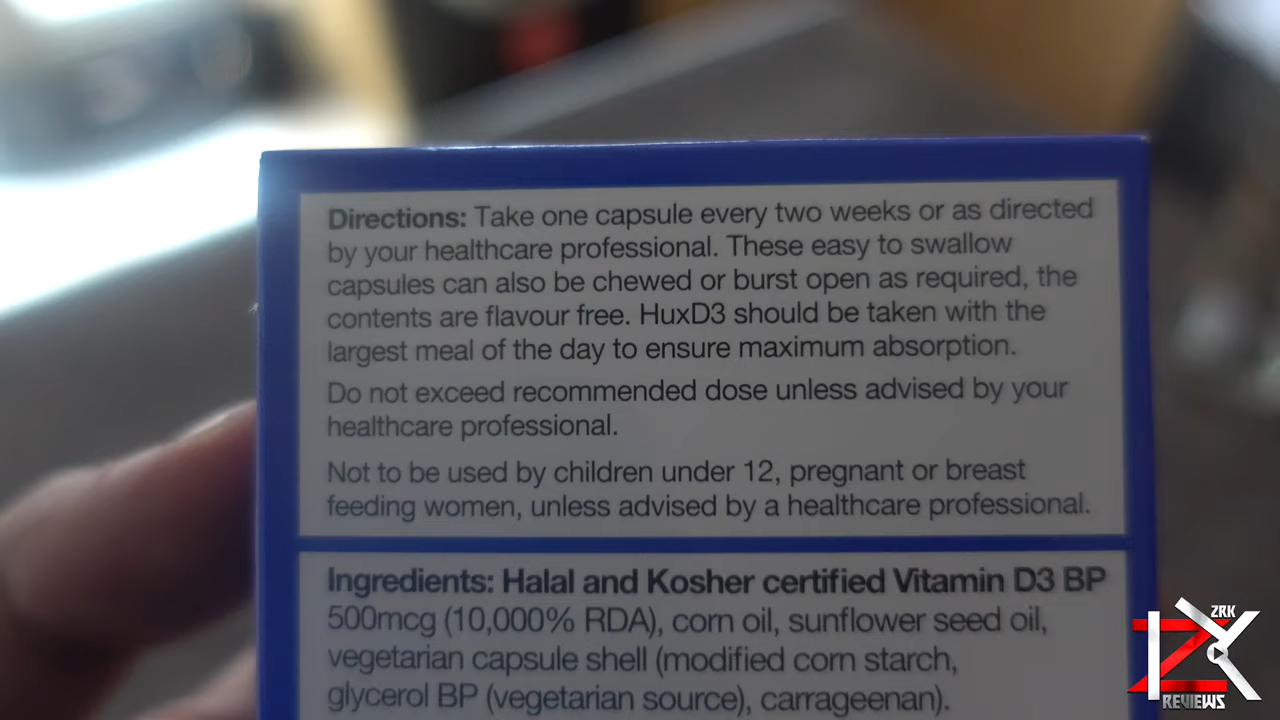 Directions: Take one capsule every two weeks or as directed
by your healthcare professional. These easy to swallow
capsules can also be chewed or burst open as required, the
contents are flavour free. HuxD3 should be taken with the
largest meal of the day to ensure maximum absorption.
Do not exceed recommended dose unless advised by your
healthcare professional.
Not to be used by children under 12, pregnant or breast
feeding women, unless advised by a healthcare professional.
Ingredients: Halal and Kosher certified Vitamin D3 BP
500mcg (10,000% RDA), corn oil, sunflower seed oil,
vegetarian capsule shell (modified corn starch,
glycerol BP (vegetarian source), carrageenan).
ZRK
REVIEWS